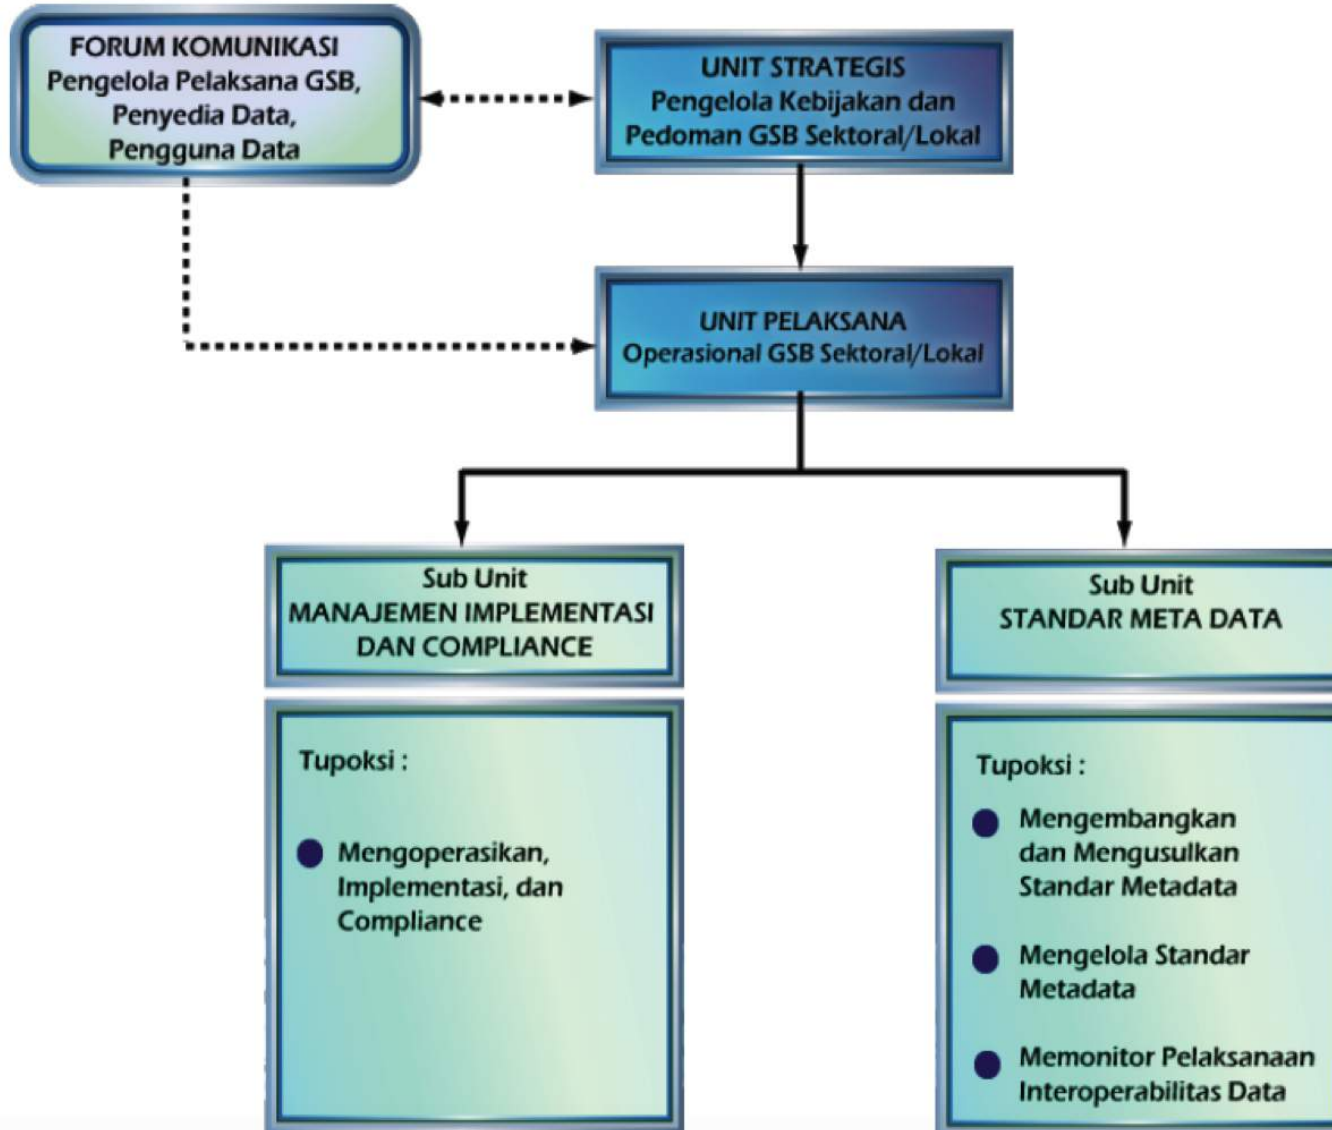 FORUM KOMUNIKASI
Pengelola Pelaksana GSB,
Penyedia Data,
Pengguna Data
UNIT STRATEGIS
Pengelola Kebijakan dan
Pedoman GSB Sektoral/Lokal
UNIT PELAKSANA
Operasional GSB Sektoral/Lokal
Sub Unit
MANAJEMEN IMPLEMENTASI
DAN COMPLIANCE
Tupoksi :
Mengoperasikan,
Implementasi, dan
Compliance
Sub Unit
STANDAR META DATA
Tupoksi :
Mengembangkan
dan Mengusulkan
Standar Metadata
Mengelola Standar
Metadata
Memonitor Pelaksanaan
Interoperabilitas Data